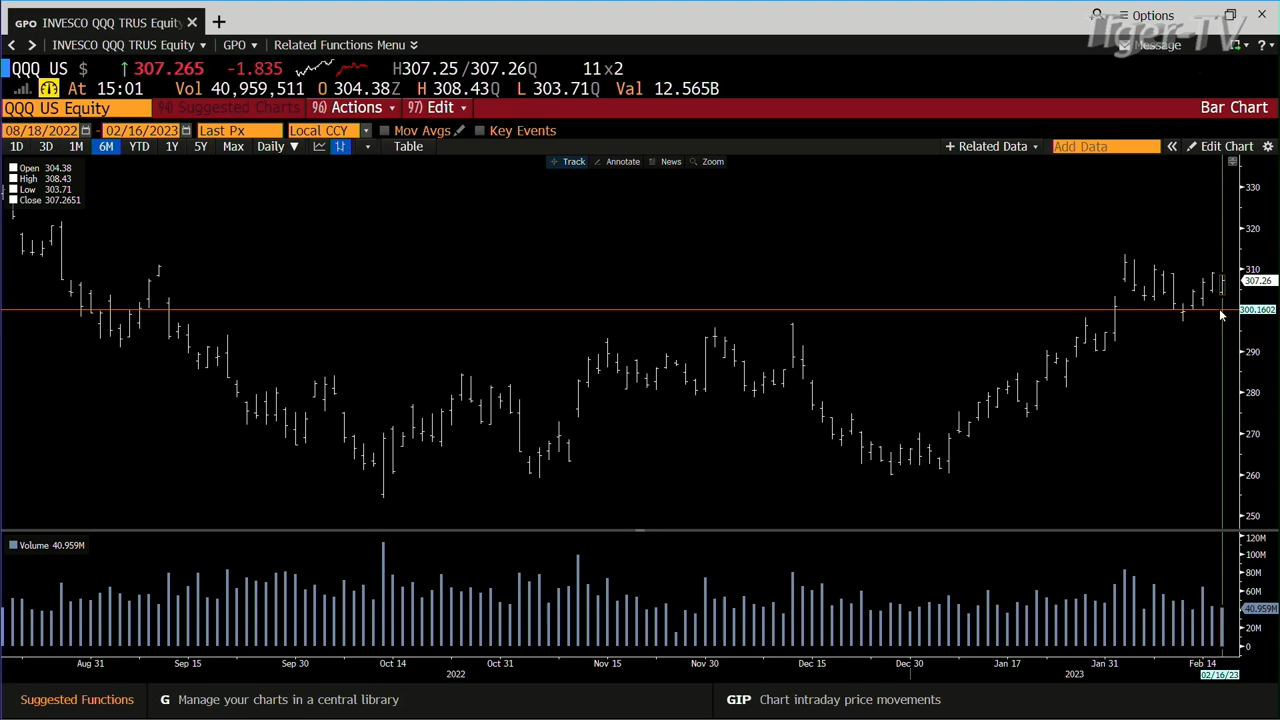 GPO INVESCO QQQ TRUS Equity
Options
INVESCO QQQ TRUS Equity GPO Related Functions Menu Message ?
Tiger-TV
QQQ US $ 307.265 -1.835 H307.25/307.26Q 11x2
At 15:01 Vol 40,959,511 O 304.38Z H 308.43Q L 303.71Q Val 12.565B
QQQ US Equity 94) Suggested Charts 96) Actions 97) Edit Bar Chart
08/18/2022 - 02/16/2023 Last Px Local CCY Mov Avgs Key Events
1D 3D 1M 6M YTD 1Y 5Y Max Daily Table + Related Data Add Data Edit Chart
Track Annotate News Zoom
Open 304.38
High 308.43
Low 303.71
Close 307.2651
330
320
310
307.26
300.1602
290
280
270
260
250
Volume 40.959M
120M
100M
80M
60M
40.959M
20M
0
Aug 31 Sep 15 Sep 30 Oct 14 Oct 31 Nov 15 Nov 30 Dec 15 Dec 30 Jan 17 Jan 31 Feb 14
2022 2023 02/16/23
Suggested Functions G Manage your charts in a central library GIP Chart intraday price movements